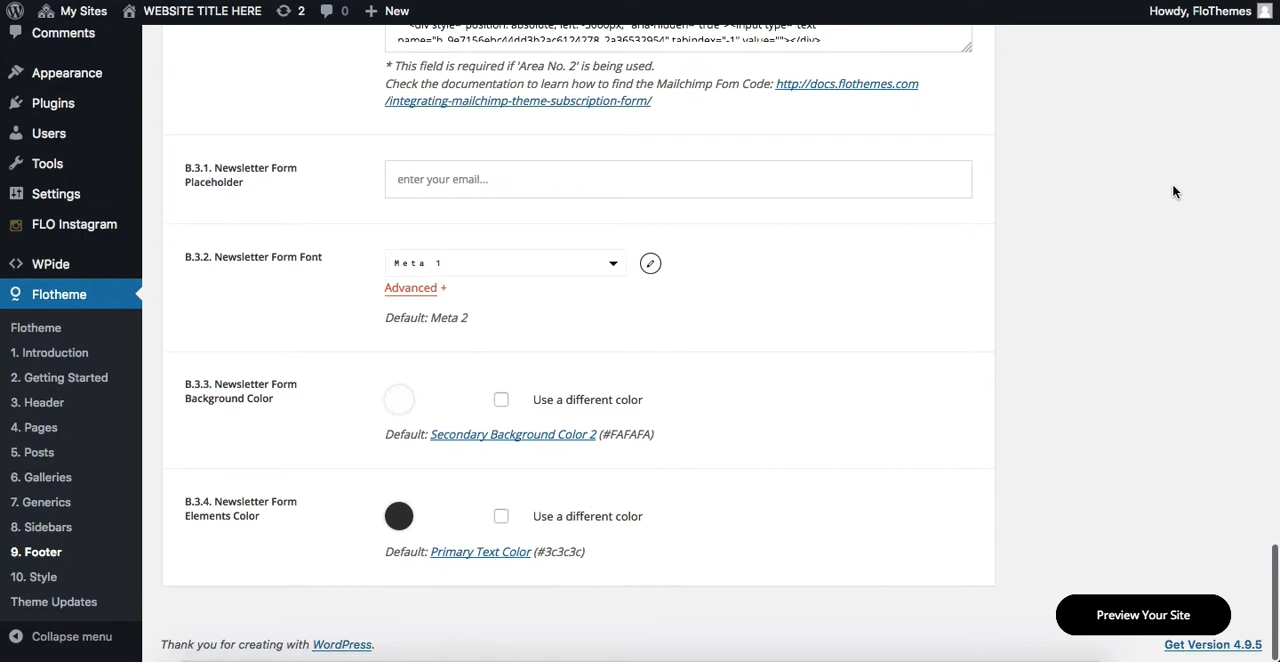 My Sites
WEBSITE TITLE HERE
2
0
New
Howdy, FloThemes
Comments
Appearance
Plugins
Users
Tools
Settings
FLO Instagram
WPide
Flotheme
Flotheme
1. Introduction
2. Getting Started
3. Header
4. Pages
5. Posts
6. Galleries
7. Generics
8. Sidebars
9. Footer
10. Style
Theme Updates
Collapse menu
<div style="position: absolute; left: -5000px;" aria-hidden="true"><input type="text"
name="b_9e7156ebc44dd3b2ac6124278_2a36532954" tabindex="-1" value=""></div>
* This field is required if 'Area No. 2' is being used.
Check the documentation to learn how to find the Mailchimp Fom Code: http://docs.flothemes.com
/integrating-mailchimp-theme-subscription-form/
B.3.1. Newsletter Form
Placeholder
enter your email...
B.3.2. Newsletter Form Font
Meta 1
Advanced +
Default: Meta 2
B.3.3. Newsletter Form
Background Color
Use a different color
Default: Secondary Background Color 2 (#FAFAFA)
B.3.4. Newsletter Form
Elements Color
Use a different color
Default: Primary Text Color (#3c3c3c)
Preview Your Site
Thank you for creating with WordPress.
Get Version 4.9.5